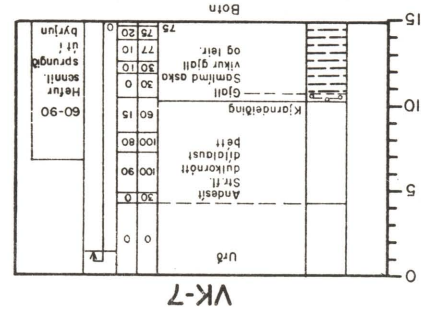 VK-7
0
Urð
0 0
30 0
5
Andesít
Str.fl.
dulkornótt
dílalaust
þétt
100 90
100 80
60 15
10
Gjall
Samlímd aska
vikur gjall
og leir.
30 0
30 10
77 10
75 20
60-90
Hefur
sennil.
sprungið
út í
byrjun
75
0
15
Botn